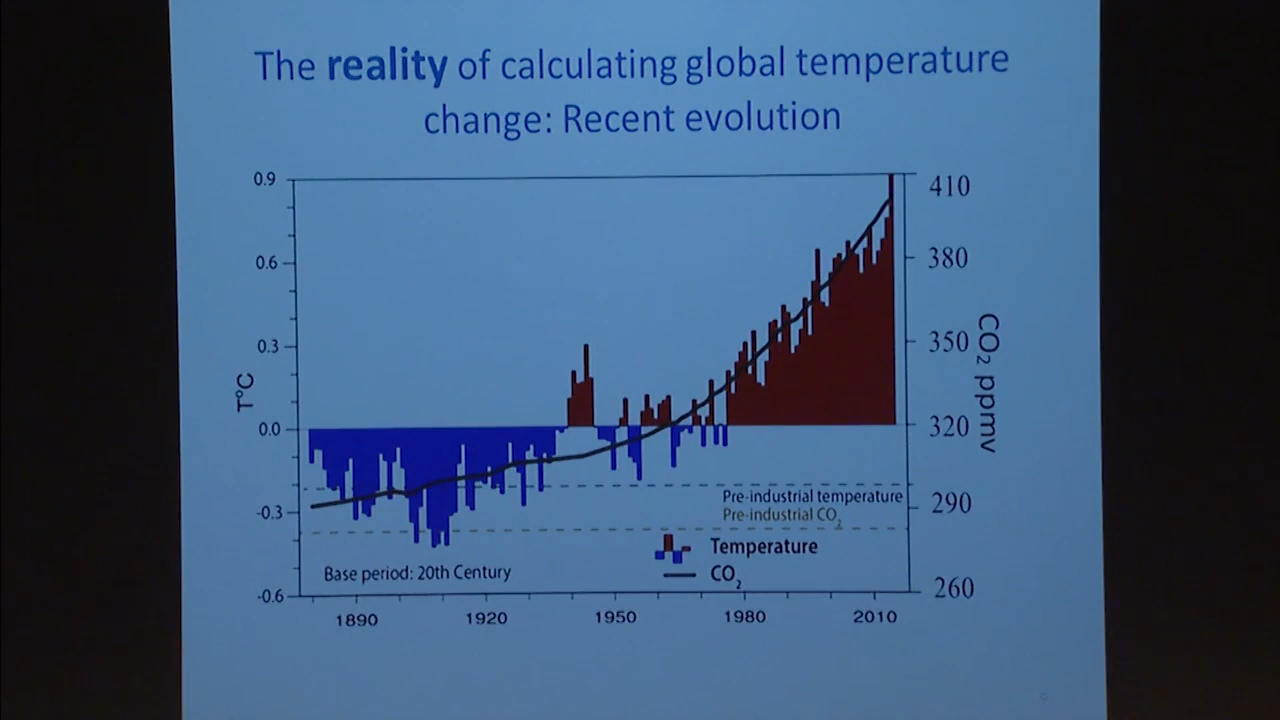 The reality of calculating global temperature
change: Recent evolution
0.9
0.6
0.3
0.0
-0.3
-0.6
T°C
410
380
350
320
290
260
CO₂ ppmv
Pre-industrial temperature
Pre-industrial CO₂
Temperature
CO₂
Base period: 20th Century
1890
1920
1950
1980
2010